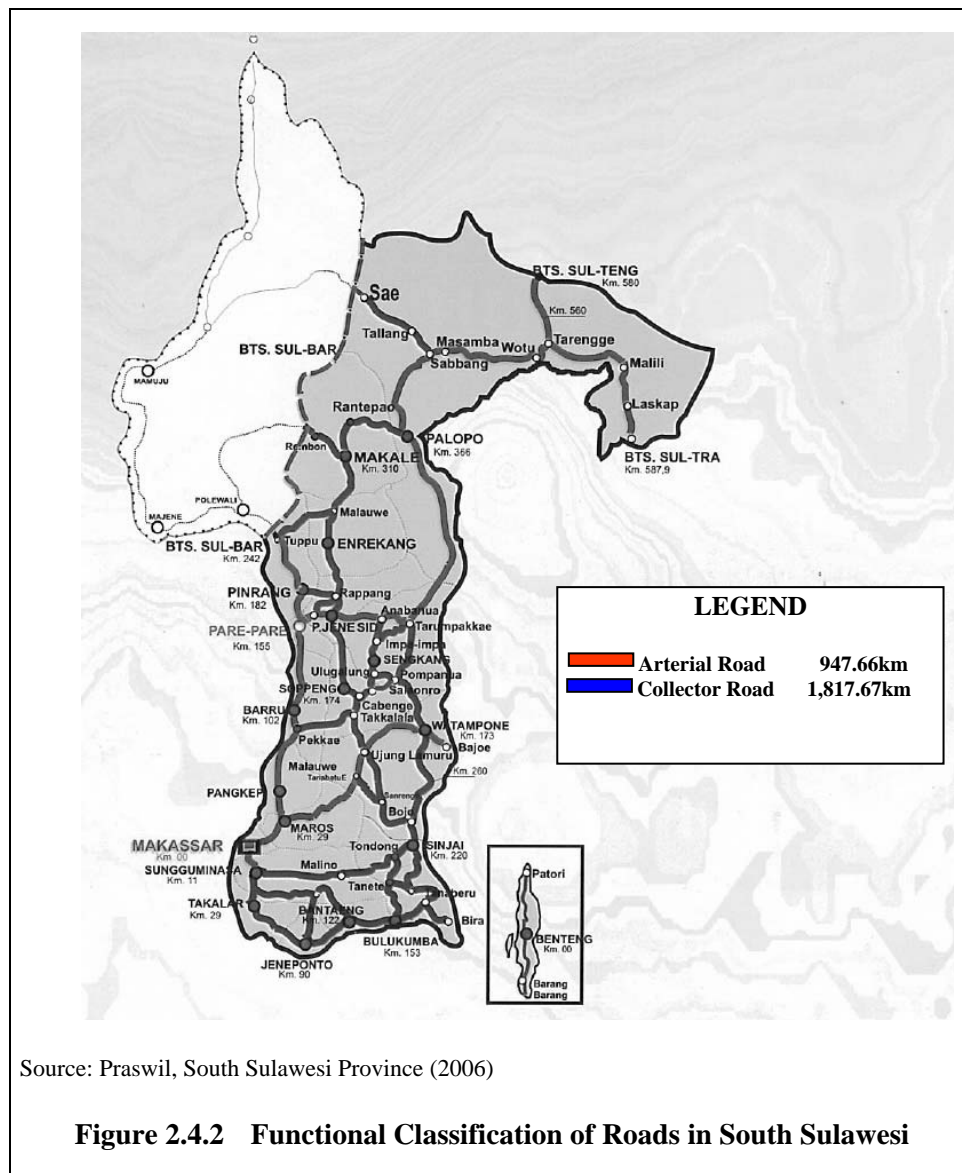 BTS. SUL-TENG
Km. 580
Sae
Km. 560
Tallang
Masamba
Wotu
Tarengge
BTS. SUL-BAR
Sabbang
Malili
MAMUJU
Laskap
Rantepao
PALOPO
Km. 366
BTS. SUL-TRA
Km. 587,9
MAKALE
Km. 310
POLEWALI
Malauwe
MAJENE
BTS. SUL-BAR
Km. 242
Tuppu
ENREKANG
PINRANG
Km. 182
Rappang
PARE-PARE
Km. 155
P.JENE SID
Anabanua
Tarumpakkae
Impa-impa
SENGKANG
Ulugalung
Pompanua
SOPPENG
Km. 174
Salaonro
BARRU
Km. 102
Cabenge
Takkalala
WATAMPONE
Km. 173
Pekkae
Bajoe
Ujung Lamuru
Malauwe
Km. 260
PANGKEP
Bojo
MAROS
Km. 29
MAKASSAR
Km. 00
Tondong
SINJAI
Km. 220
SUNGGUMINASA
Km. 11
Malino
Tanete
TAKALAR
Km. 29
BANTAENG
Km. 122
Bira
BULUKUMBA
Km. 153
JENEPONTO
Km. 90
Patori
BENTENG
Km. 00
Barang
Barang
LEGEND
Arterial Road 947.66km
Collector Road 1,817.67km
Source: Praswil, South Sulawesi Province (2006)
Figure 2.4.2 Functional Classification of Roads in South Sulawesi